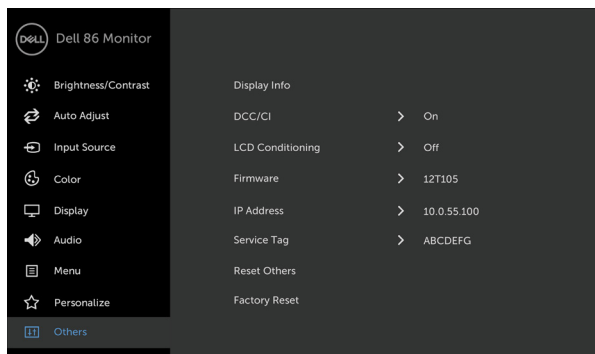 DELL Dell 86 Monitor
Brightness/Contrast
Auto Adjust
Input Source
Color
Display
Audio
Menu
Personalize
Others
Display Info
DCC/CI > On
LCD Conditioning > Off
Firmware > 12T105
IP Address > 10.0.55.100
Service Tag > ABCDEFG
Reset Others
Factory Reset